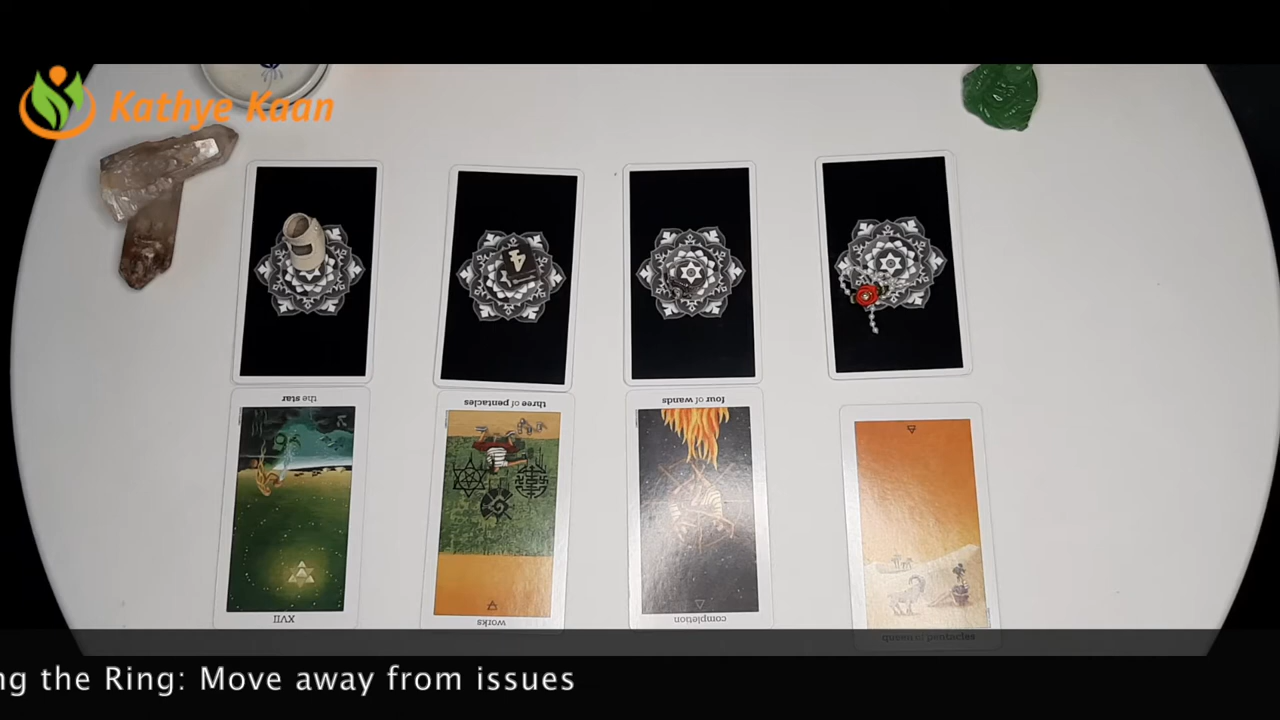 Kathye Kaan
the star
three of pentacles
four of wands
XVII
works
completion
queen of pentacles
ng the Ring: Move away from issues